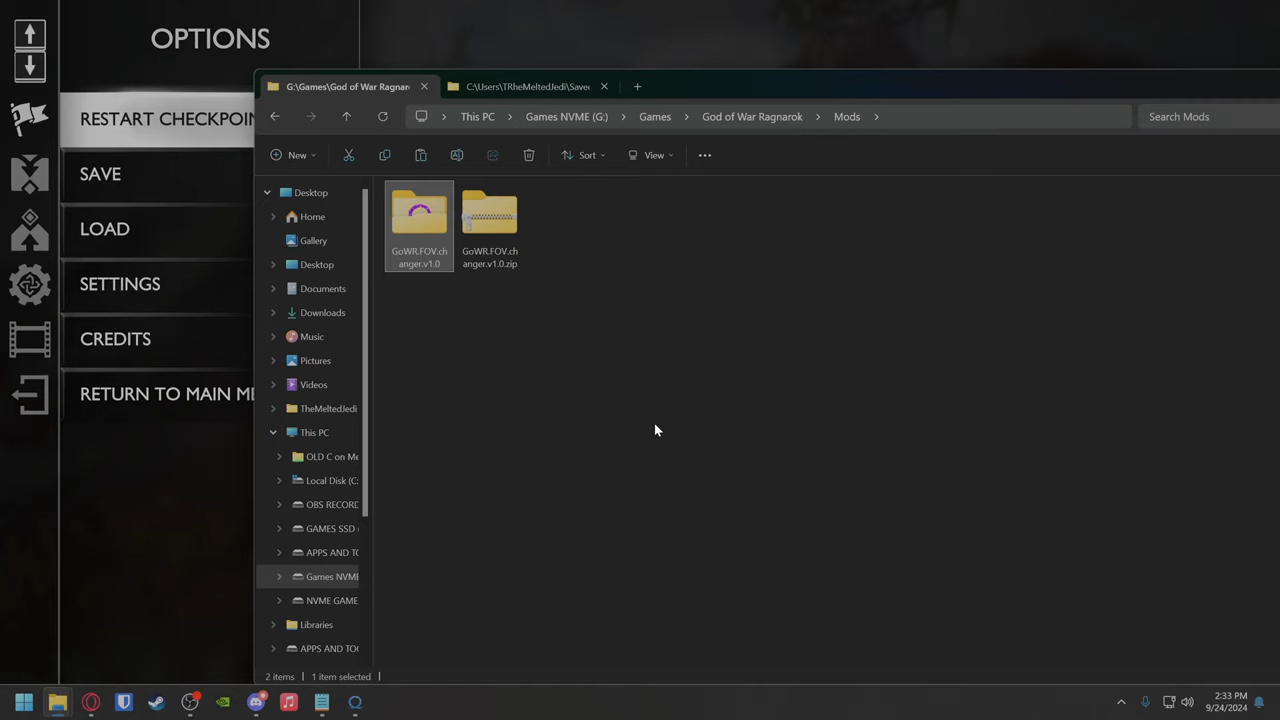 OPTIONS
RESTART CHECKPOIN
SAVE
LOAD
SETTINGS
CREDITS
RETURN TO MAIN ME
G:\Games\God of War Ragnar
C:\Users\TRheMeltedJedi\Saved
This PC
Games NVME (G:)
Games
God of War Ragnarok
Mods
Search Mods
New
Sort
View
Desktop
Home
Gallery
Desktop
Documents
Downloads
Music
Pictures
Videos
TheMeltedJedi
This PC
OLD C on Me
Local Disk (C:
OBS RECORD
GAMES SSD (
APPS AND TO
Games NVME
NVME GAME
Libraries
APPS AND TOO
GoWR.FOV.ch
anger.v1.0
GoWR.FOV.ch
anger.v1.0.zip
2 items
1 item selected
2:33 PM
9/24/2024